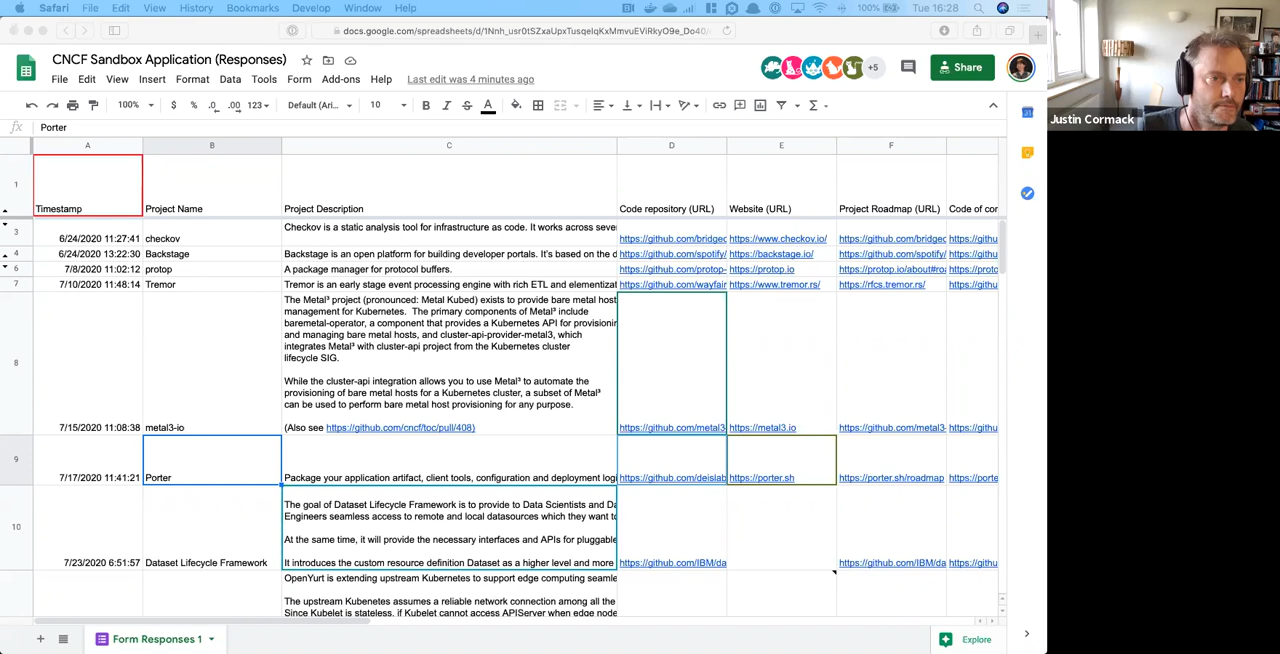 Safari File Edit View History Bookmarks Develop Window Help 100% Tue 16:28
docs.google.com/spreadsheets/d/1Nnh_usr0tSZxaUpxTusqeIqKxMmvuEViRkyO9e_Do40/
CNCF Sandbox Application (Responses)
File Edit View Insert Format Data Tools Form Add-ons Help Last edit was 4 minutes ago
+5 Share
100% $ % .0 .00 123 Default (Ari... 10 B I S A
fx Porter
A B C D E F
1 Timestamp Project Name Project Description Code repository (URL) Website (URL) Project Roadmap (URL) Code of con
3 6/24/2020 11:27:41 checkov Checkov is a static analysis tool for infrastructure as code. It works across seve https://github.com/bridgec https://www.checkov.io/ https://github.com/bridgec https://githu
4 6/24/2020 13:22:30 Backstage Backstage is an open platform for building developer portals. It's based on the d https://github.com/spotify/ https://backstage.io/ https://github.com/spotify/ https://githu
6 7/8/2020 11:02:12 protop A package manager for protocol buffers. https://github.com/protop- https://protop.io https://protop.io/about#ro https://proto
7 7/10/2020 11:48:14 Tremor Tremor is an early stage event processing engine with rich ETL and elementizat https://github.com/wayfair https://www.tremor.rs/ https://rfcs.tremor.rs/ https://githu
The Metal³ project (pronounced: Metal Kubed) exists to provide bare metal host
management for Kubernetes. The primary components of Metal³ include
baremetal-operator, a component that provides a Kubernetes API for provisionin
and managing bare metal hosts, and cluster-api-provider-metal3, which
integrates Metal³ with cluster-api project from the Kubernetes cluster
lifecycle SIG.
8
While the cluster-api integration allows you to use Metal³ to automate the
provisioning of bare metal hosts for a Kubernetes cluster, a subset of Metal³
can be used to perform bare metal host provisioning for any purpose.
7/15/2020 11:08:38 metal3-io (Also see https://github.com/cncf/toc/pull/408) https://github.com/metal3- https://metal3.io https://github.com/metal3- https://githu
9 7/17/2020 11:41:21 Porter Package your application artifact, client tools, configuration and deployment logi https://github.com/deislab https://porter.sh https://porter.sh/roadmap https://porte
The goal of Dataset Lifecycle Framework is to provide to Data Scientists and Da
Engineers seamless access to remote and local datasources which they want to
10
At the same time, it will provide the necessary interfaces and APIs for pluggable
7/23/2020 6:51:57 Dataset Lifecycle Framework It introduces the custom resource definition Dataset as a higher level and more https://github.com/IBM/da https://github.com/IBM/da https://githu
OpenYurt is extending upstream Kubernetes to support edge computing seamle
The upstream Kubenetes assumes a reliable network connection among all the
Since Kubelet is stateless, if Kubelet cannot access APIServer when edge node
Form Responses 1 Explore
Justin Cormack